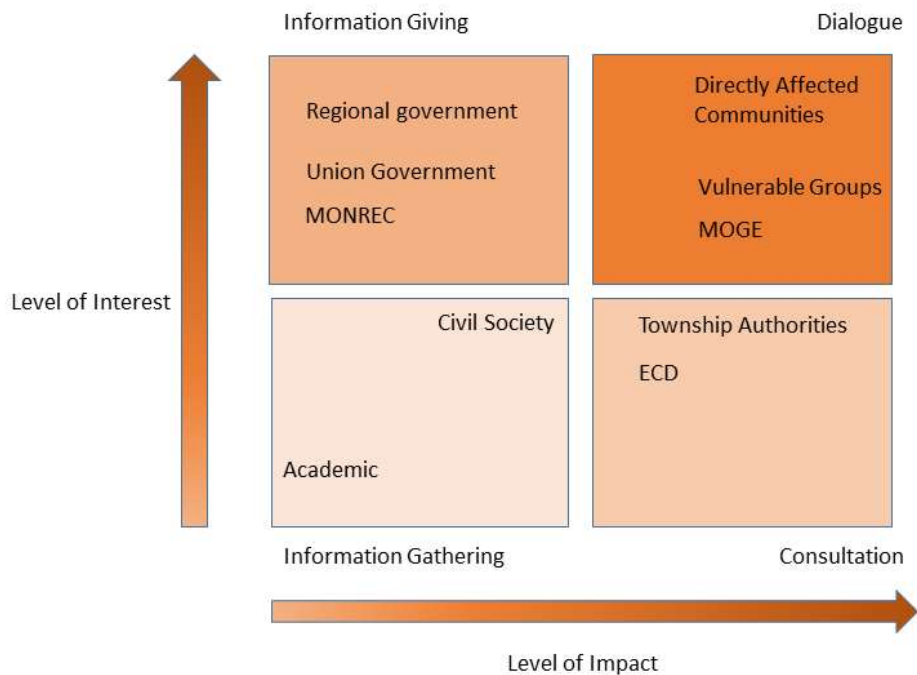 Information Giving
Dialogue
Regional government
Union Government
MONREC
Directly Affected
Communities
Vulnerable Groups
MOGE
Level of Interest
Civil Society
Academic
Township Authorities
ECD
Information Gathering
Consultation
Level of Impact